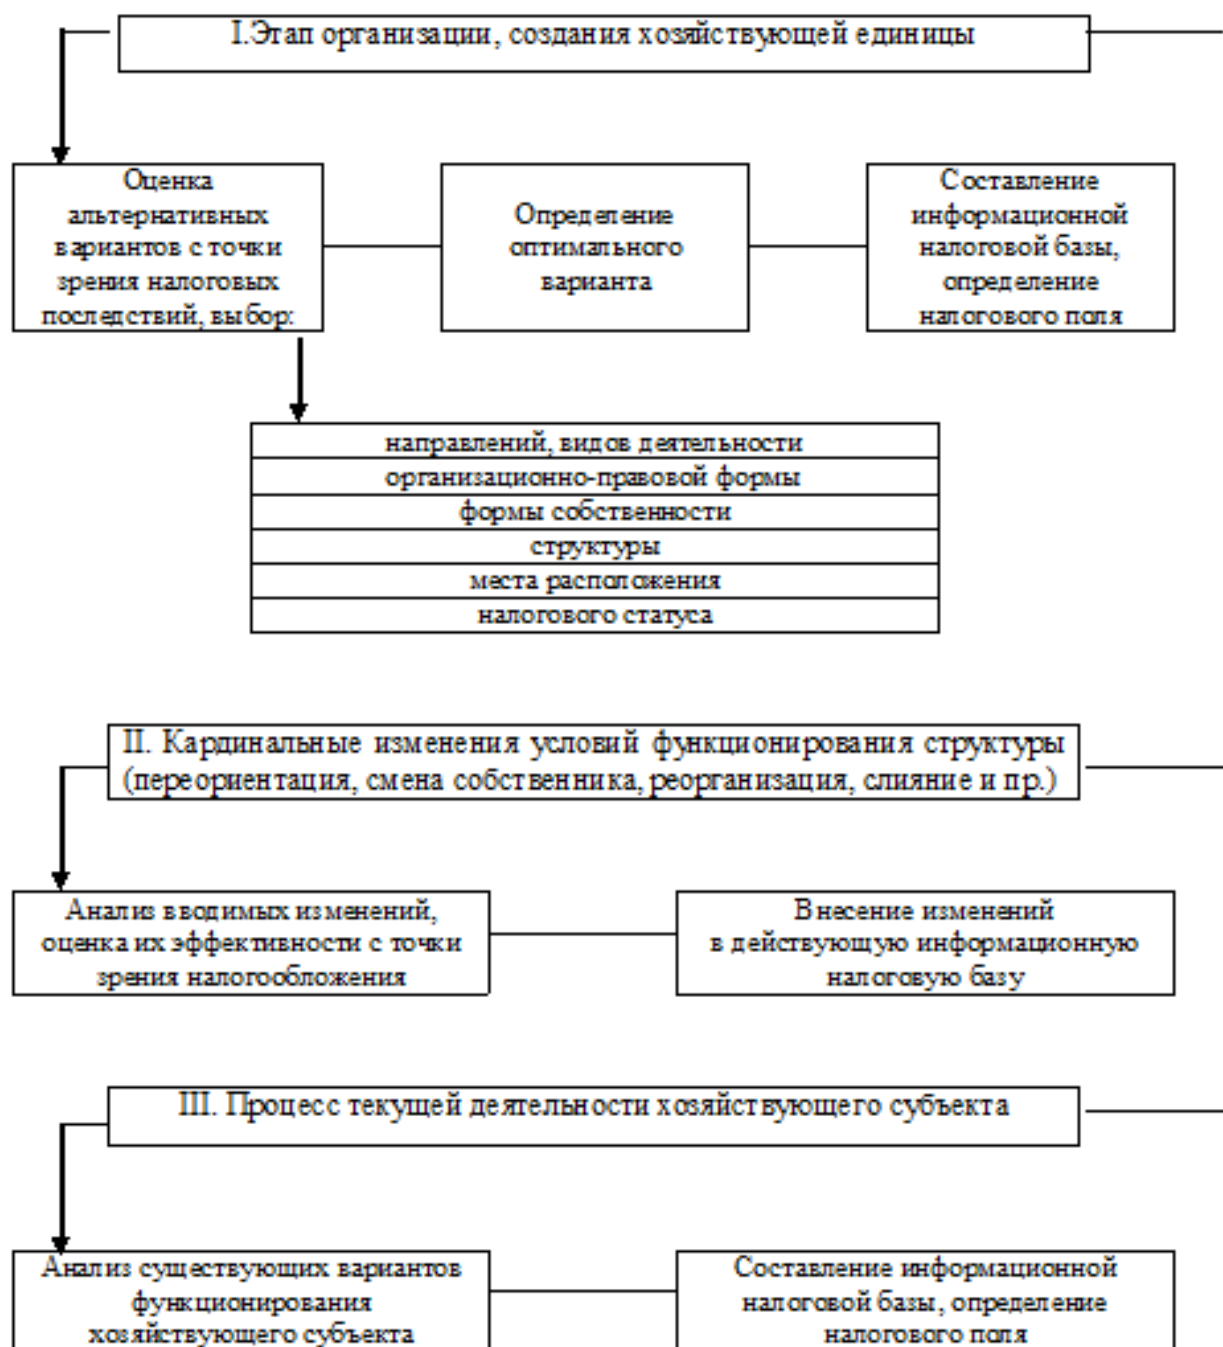 I.Этап организации, создания хозяйствующей единицы
Оценка
альтернативных
вариантов с точки
зрения налоговых
последствий, выбор:
Определение
оптимального
варианта
Составление
информационной
налоговой базы,
определение
налогового поля
направлений, видов деятельности
организационно-правовой формы
формы собственности
структуры
места расположения
налогового статуса
II. Кардинальные изменения условий функционирования структуры
(переориентация, смена собственника, реорганизация, слияние и пр.)
Анализ вводимых изменений,
оценка их эффективности с точки
зрения налогообложения
Внесение изменений
в действующую информационную
налоговую базу
III. Процесс текущей деятельности хозяйствующего субъекта
Анализ существующих вариантов
функционирования
хозяйствующего субъекта
Составление информационной
налоговой базы, определение
налогового поля